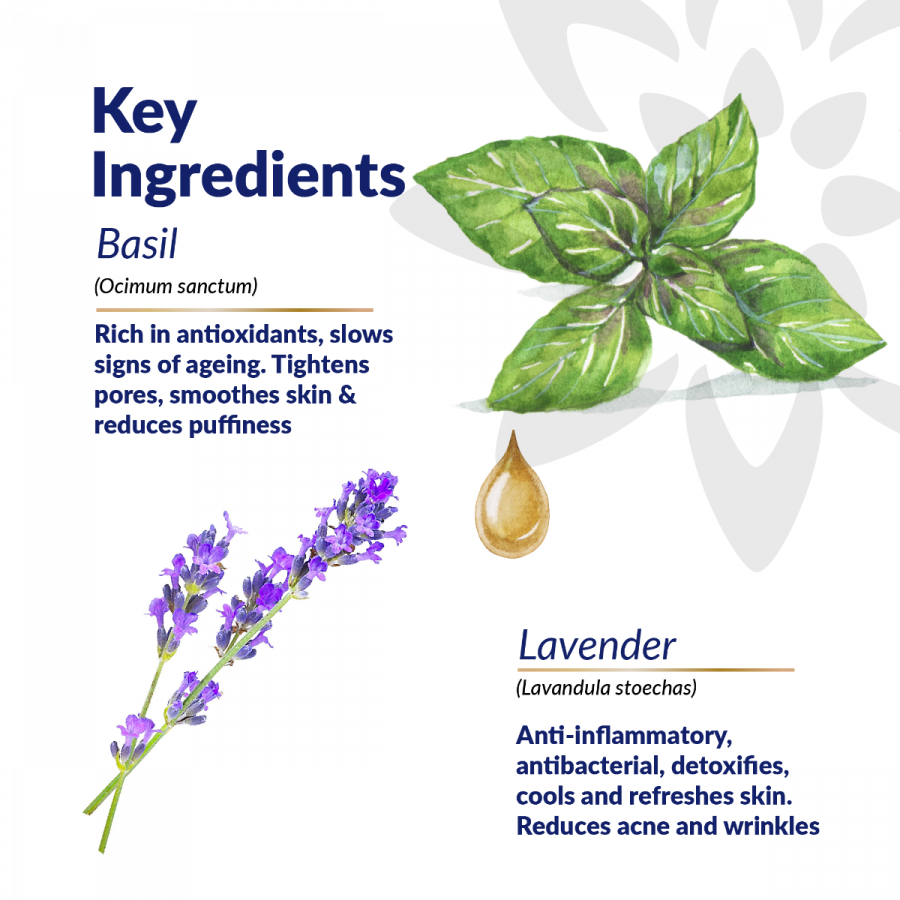 Key
Ingredients
Basil
(Ocimum sanctum)
Rich in antioxidants, slows
signs of ageing. Tightens
pores, smoothes skin &
reduces puffiness
Lavender
(Lavandula stoechas)
Anti-inflammatory,
antibacterial, detoxifies,
cools and refreshes skin.
Reduces acne and wrinkles